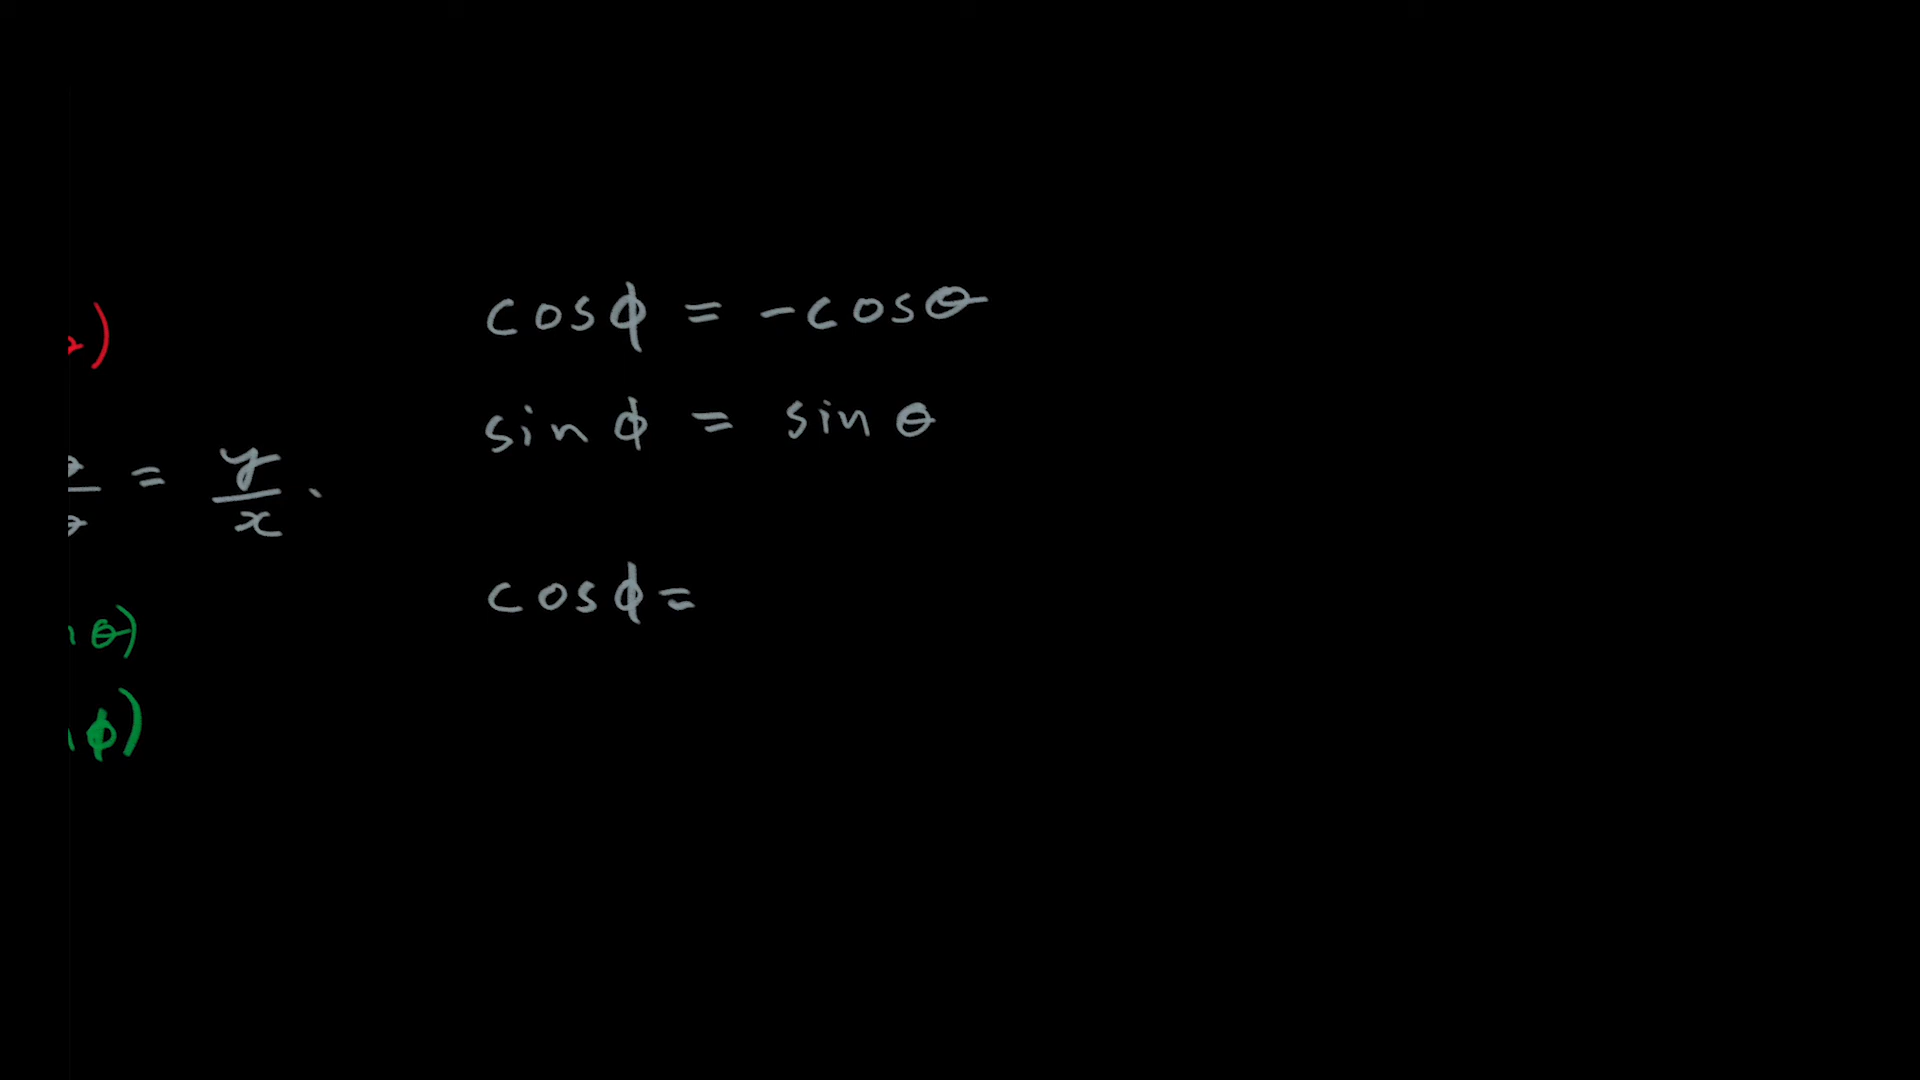 )
= y/x .
θ)
ϕ)
cosϕ = -cosθ
sin ϕ = sin θ
cosϕ =